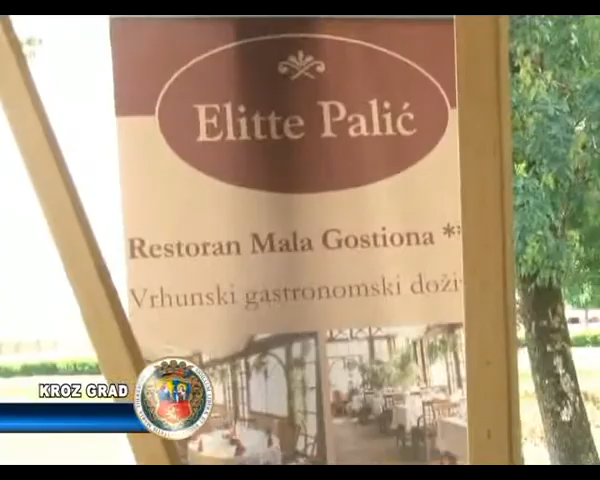 Elitte Palić
Restoran Mala Gostiona **
Vrhunski gastronomski doži
KROZ GRAD